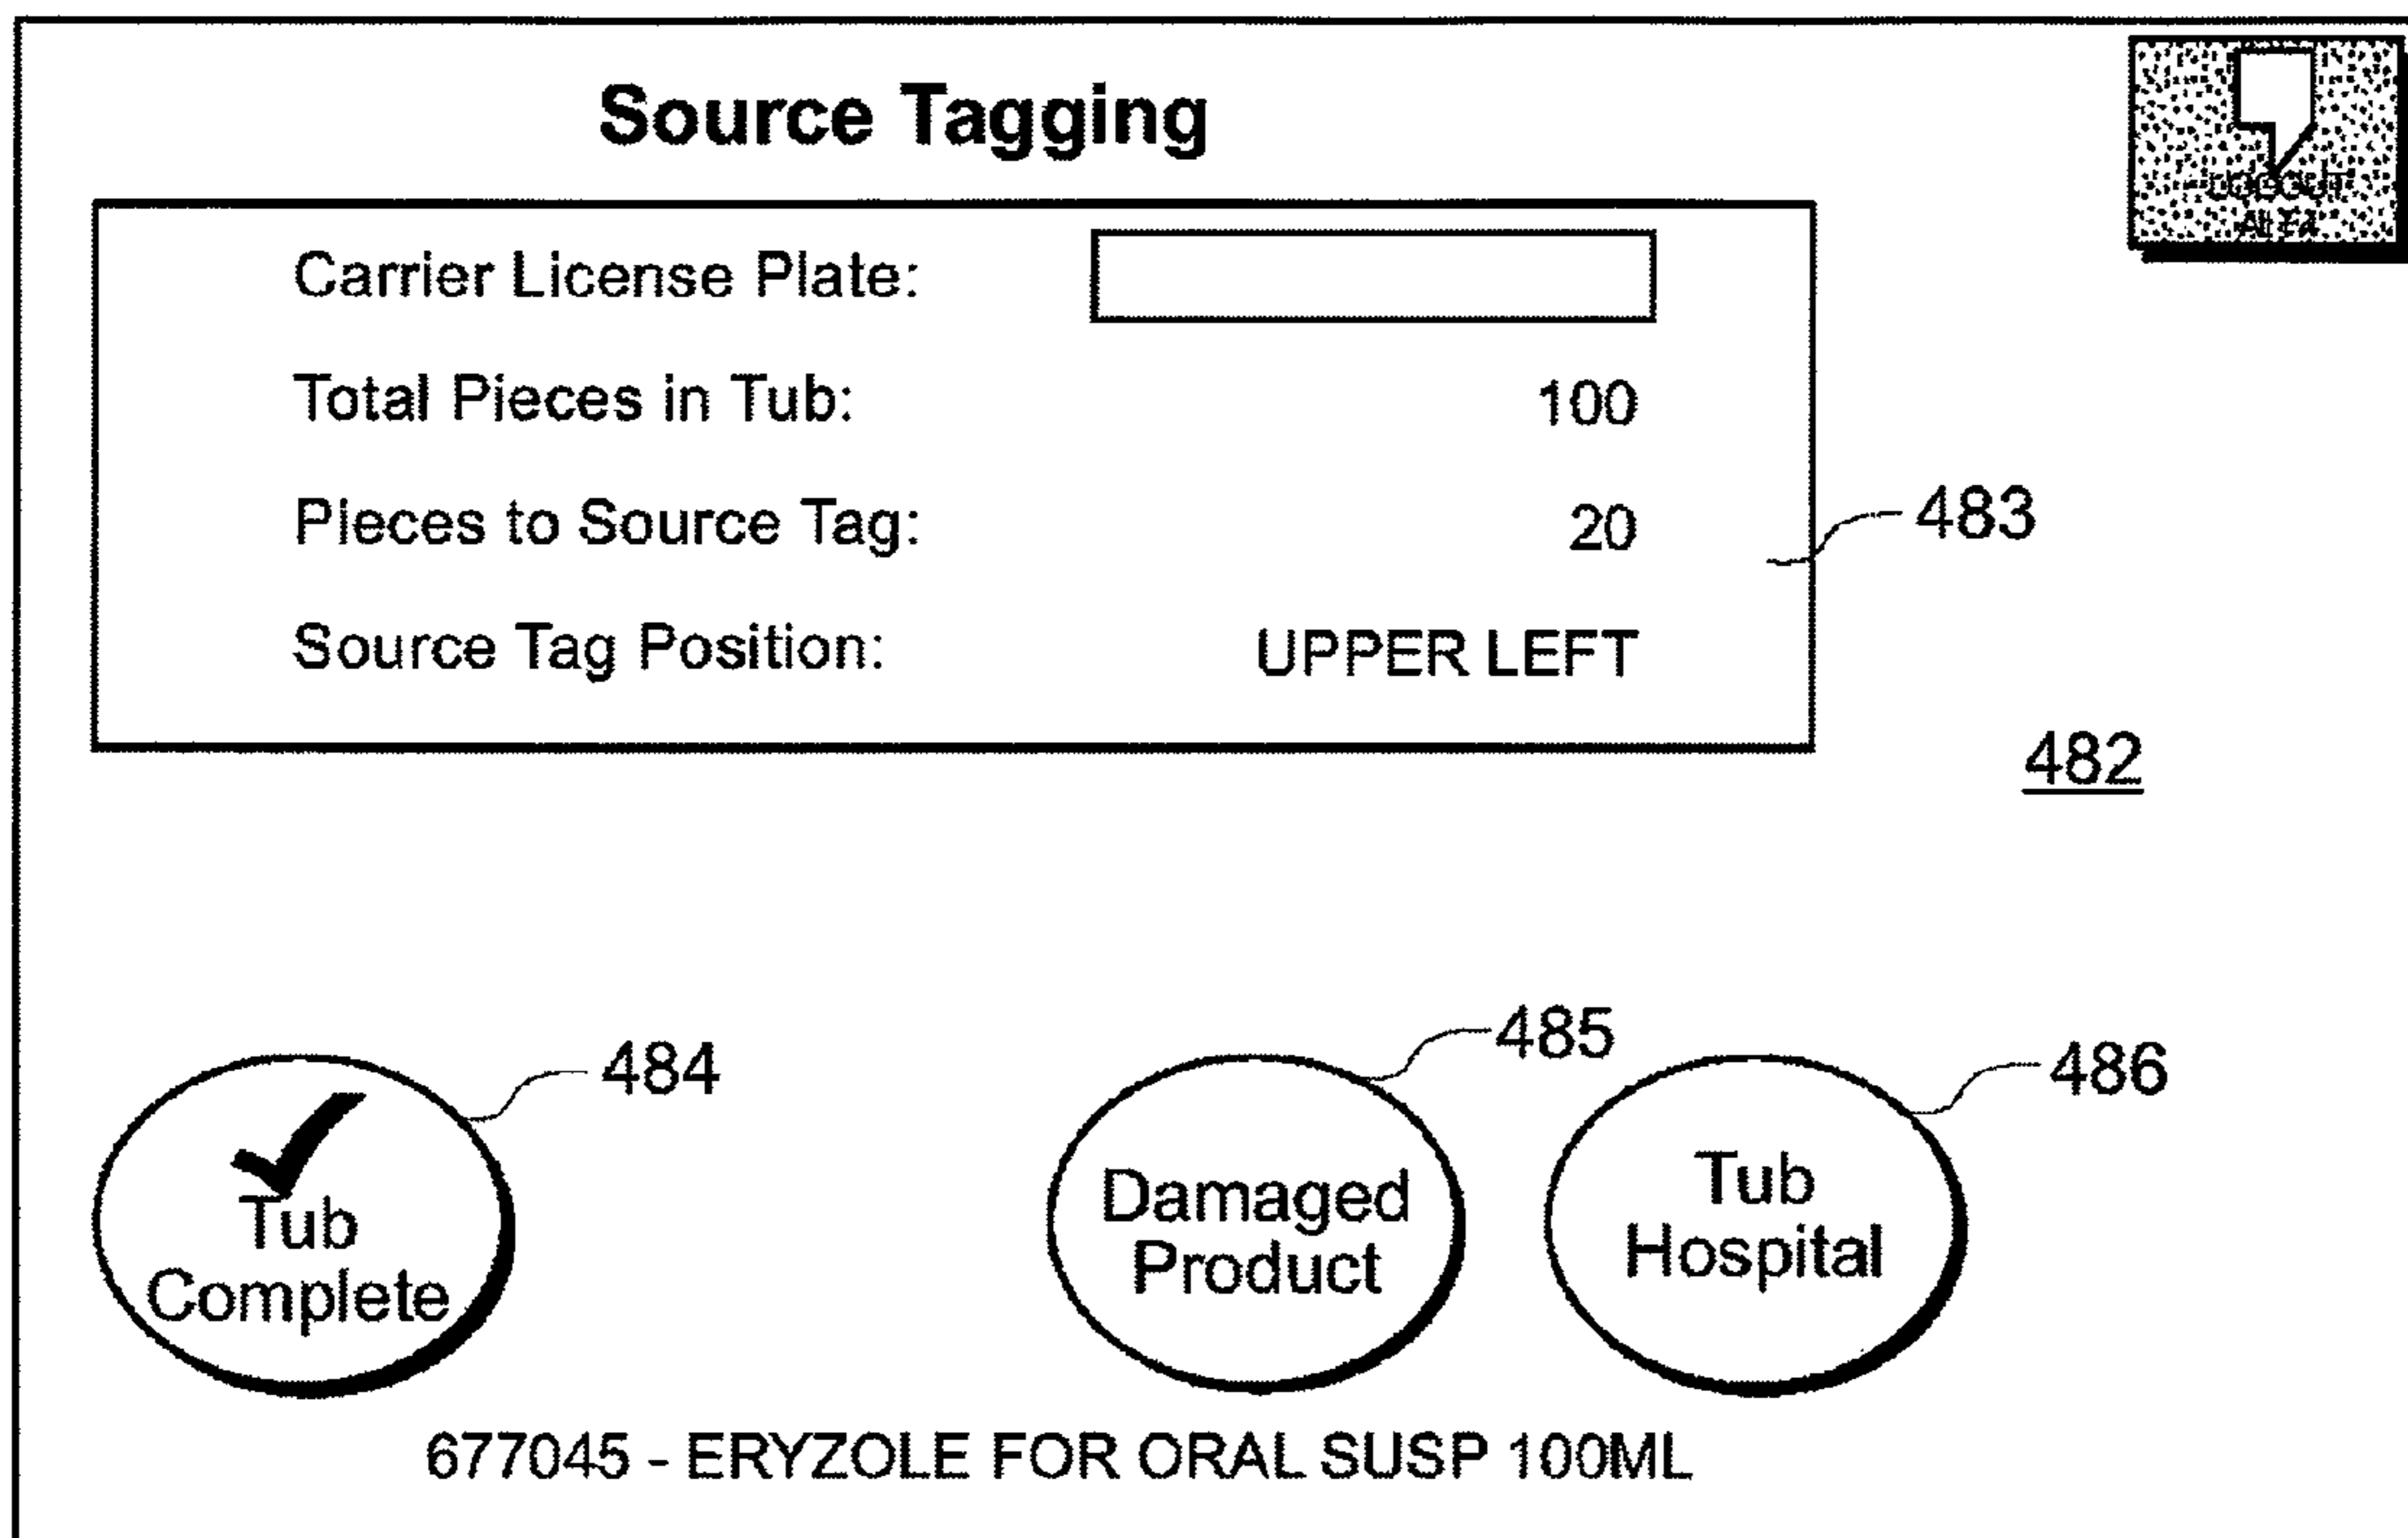 Source Tagging
LOGOUT
Carrier License Plate:
Total Pieces in Tub: 100
Pieces to Source Tag: 20
483
Source Tag Position: UPPER LEFT
482
484
485
486
Tub
Complete
Damaged
Product
Tub
Hospital
677045 - ERYZOLE FOR ORAL SUSP 100ML